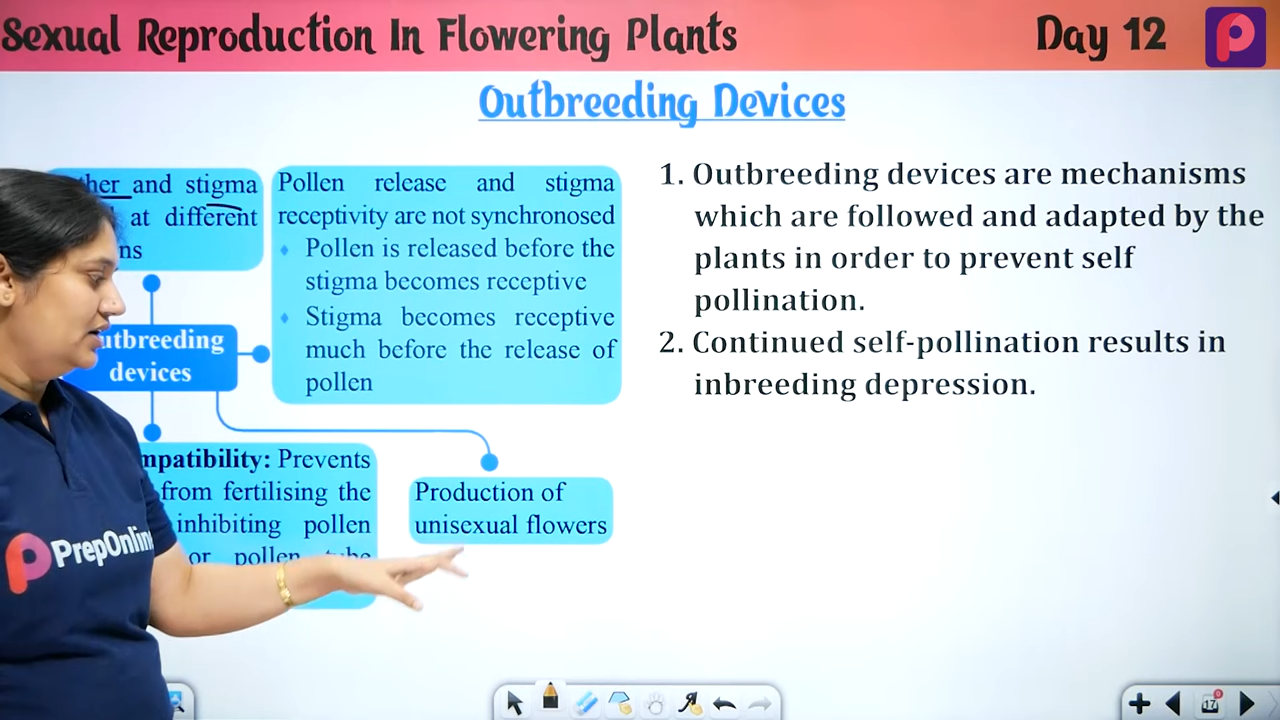 Sexual Reproduction In Flowering Plants
Day 12
Outbreeding Devices
and stigma
at different
Pollen release and stigma
receptivity are not synchronosed
Pollen is released before the
stigma becomes receptive
Stigma becomes receptive
much before the release of
pollen
devices
Prevents
from fertilising the
inhibiting pollen
or pollen tube
Production of
unisexual flowers
1. Outbreeding devices are mechanisms
which are followed and adapted by the
plants in order to prevent self
pollination.
2. Continued self-pollination results in
inbreeding depression.
PrepOnline
17